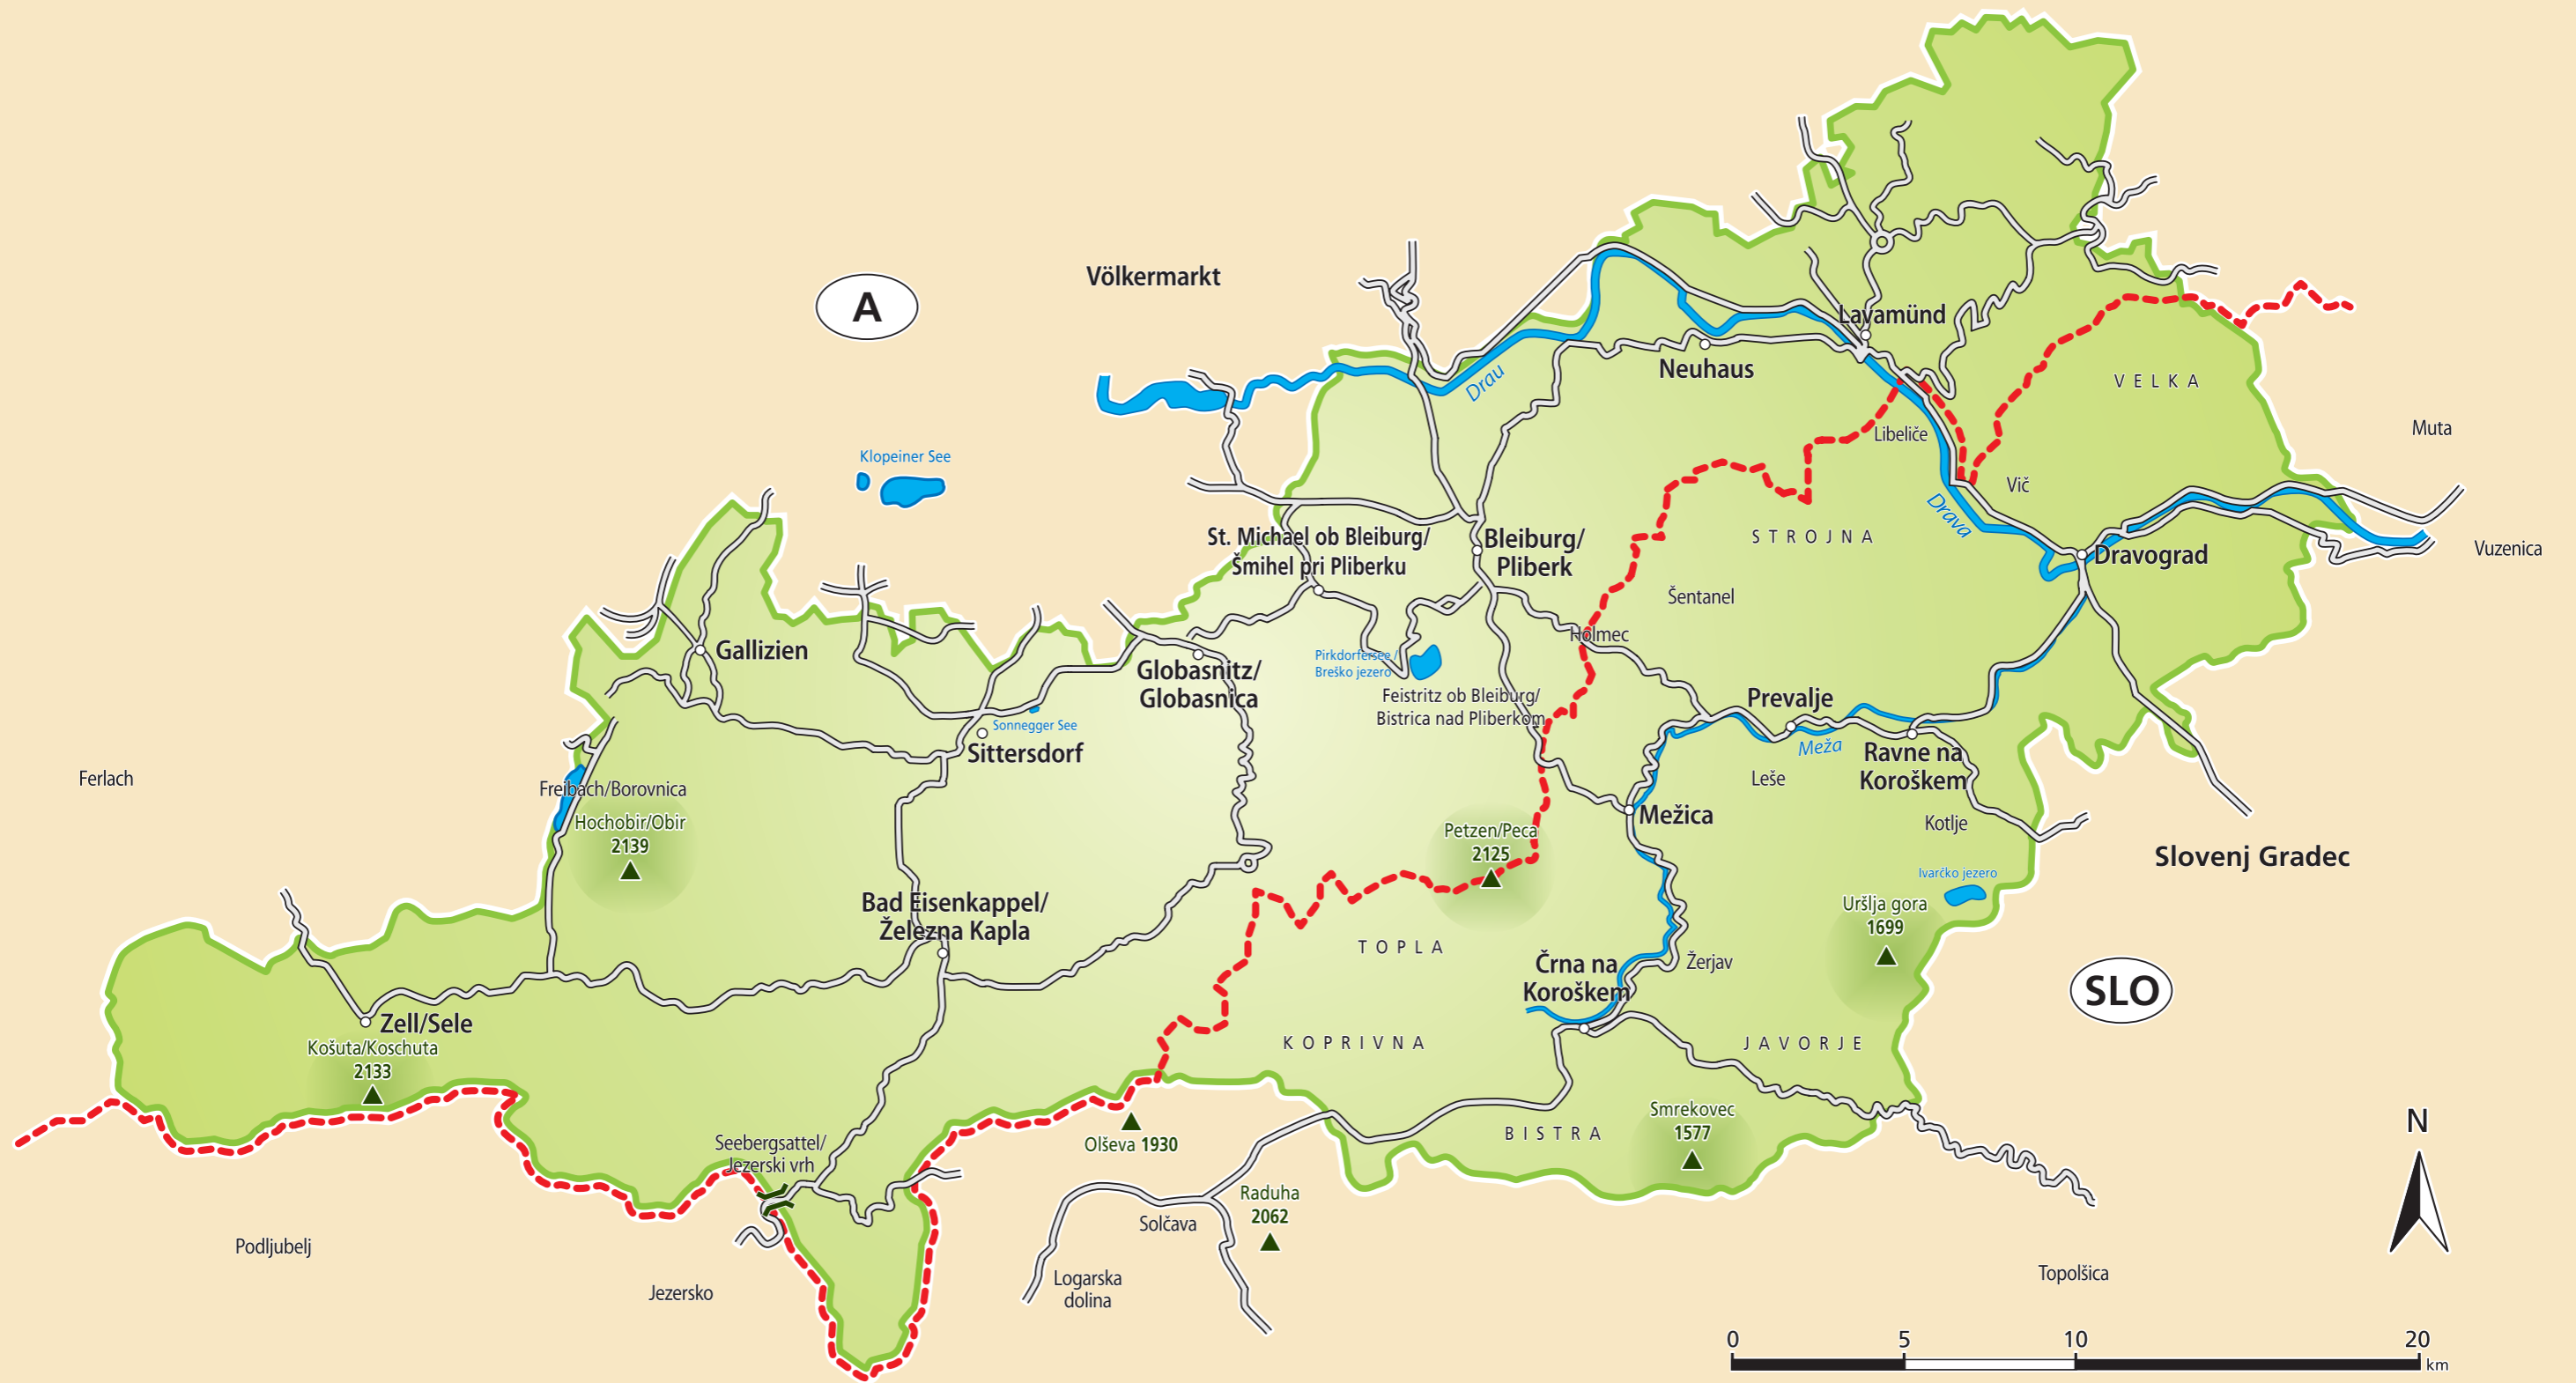 Völkermarkt
A
Lavamünd
Neuhaus
Drau
VELKA
Libeliče
Muta
Klopeiner See
Vič
Drava
STROJNA
St. Michael ob Bleiburg/
Šmihel pri Pliberku
Bleiburg/
Pliberk
Dravograd
Vuzenica
Šentanel
Holmec
Gallizien
Pirkdorfersee /
Breško jezero
Globasnitz/
Globasnica
Feistritz ob Bleiburg/
Bistrica nad Pliberkom
Prevalje
Sonnegger See
Sittersdorf
Meža
Ravne na
Koroškem
Leše
Ferlach
Freibach/Borovnica
Hochobir/Obir
2139
Petzen/Peca
2125
Mežica
Kotlje
Slovenj Gradec
Ivarčko jezero
Uršlja gora
1699
Bad Eisenkappel/
Železna Kapla
TOPLA
Črna na
Koroškem
Žerjav
SLO
Zell/Sele
Košuta/Koschuta
2133
KOPRIVNA
JAVORJE
Smrekovec
1577
BISTRA
Seebergsattel/
Jezerski vrh
Olševa 1930
N
Raduha
2062
Solčava
Podljubelj
Jezersko
Logarska
dolina
Topolšica
0 5 10 20
km